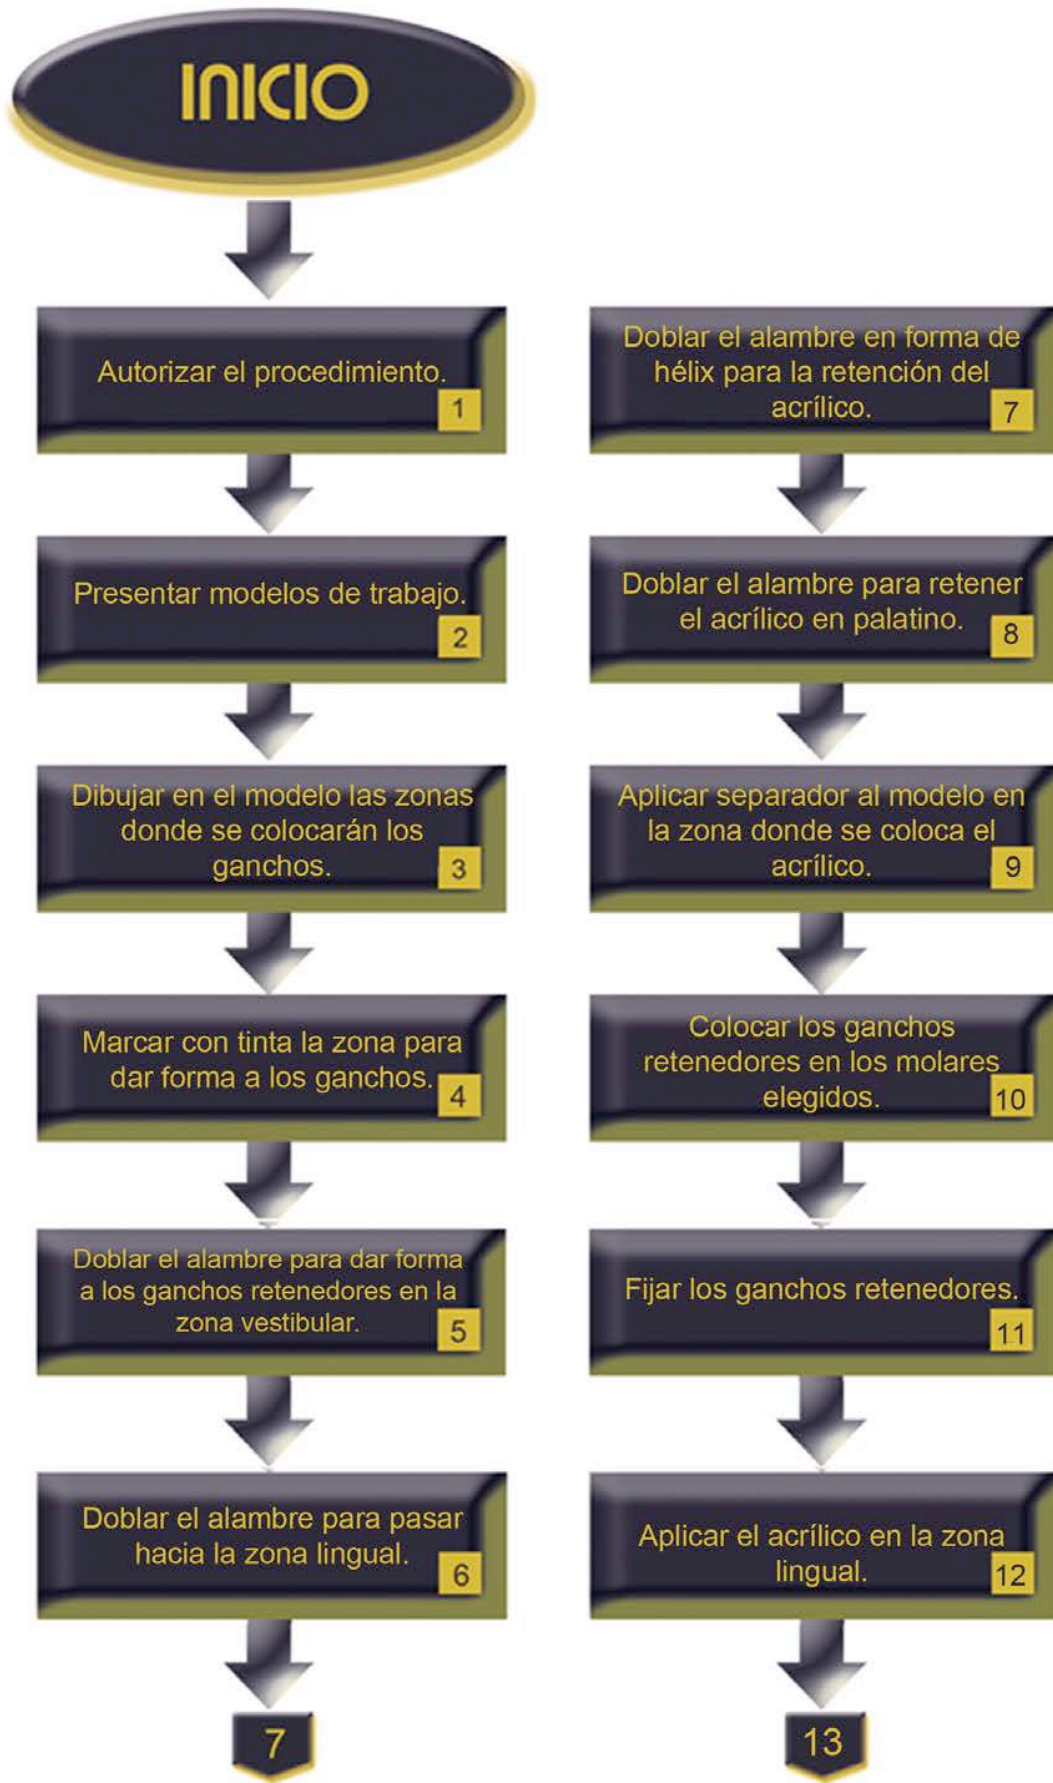 INICIO
Autorizar el procedimiento.
1
Presentar modelos de trabajo.
2
Dibujar en el modelo las zonas
donde se colocarán los
ganchos.
3
Marcar con tinta la zona para
dar forma a los ganchos.
4
Doblar el alambre para dar forma
a los ganchos retenedores en la
zona vestibular.
5
Doblar el alambre para pasar
hacia la zona lingual.
6
7
Doblar el alambre en forma de
hélix para la retención del
acrílico.
7
Doblar el alambre para retener
el acrílico en palatino.
8
Aplicar separador al modelo en
la zona donde se coloca el
acrílico.
9
Colocar los ganchos
retenedores en los molares
elegidos.
10
Fijar los ganchos retenedores.
11
Aplicar el acrílico en la zona
lingual.
12
13